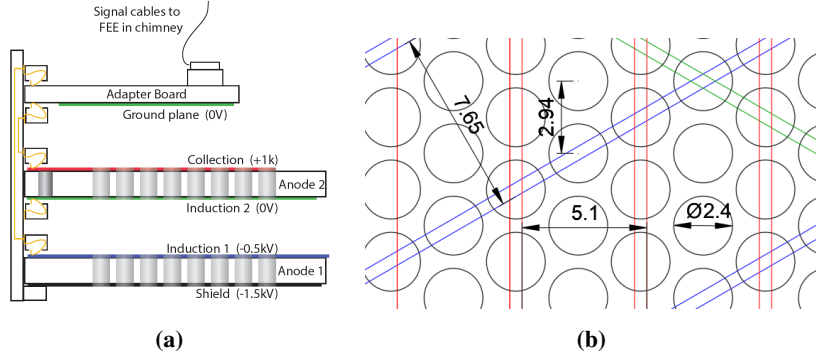 Signal cables to
FEE in chimney
Adapter Board
Ground plane (0V)
Collection (+1k)
Anode 2
Induction 2 (0V)
Induction 1 (-0.5kV)
Anode 1
Shield (-1.5kV)
(a)
7.65
2.94
5.1
Ø2.4
(b)